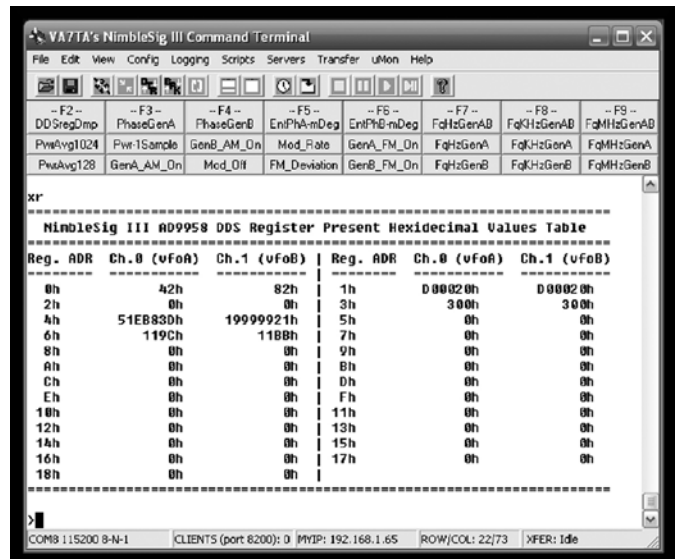 VA7TA's NimbleSig III Command Terminal
File Edit View Config Logging Scripts Servers Transfer uMon Help
-- F2 -- -- F3 -- -- F4 -- -- F5 -- -- F6 -- -- F7 -- -- F8 -- -- F9 --
DDSregDmp PhaseGenA PhaseGenB EntPhA-mDeg EntPhB-mDeg FqHzGenAB FqKHzGenAB FqMHzGenAB
PwrAvg1024 Pwr-1Sample GenB_AM_On Mod_Rate GenA_FM_On FqHzGenA FqKHzGenA FqMHzGenA
PwrAvg128 GenA_AM_On Mod_Off FM_Deviation GenB_FM_On FqHzGenB FqKHzGenB FqMHzGenB
xr
NimbleSig III AD9958 DDS Register Present Hexidecimal Values Table
Reg. ADR Ch.0 (vfoA) Ch.1 (vfoB) | Reg. ADR Ch.0 (vfoA) Ch.1 (vfoB)
0h 42h 82h | 1h D00020h D00020h
2h 0h 0h | 3h 300h 300h
4h 51EB83Dh 19999921h | 5h 0h 0h
6h 119Ch 11BBh | 7h 0h 0h
8h 0h 0h | 9h 0h 0h
Ah 0h 0h | Bh 0h 0h
Ch 0h 0h | Dh 0h 0h
Eh 0h 0h | Fh 0h 0h
10h 0h 0h | 11h 0h 0h
12h 0h 0h | 13h 0h 0h
14h 0h 0h | 15h 0h 0h
16h 0h 0h | 17h 0h 0h
18h 0h 0h |
>
COM8 115200 8-N-1 CLIENTS (port 8200): 0 MYIP: 192.168.1.65 ROW/COL: 22/73 XFER: Idle